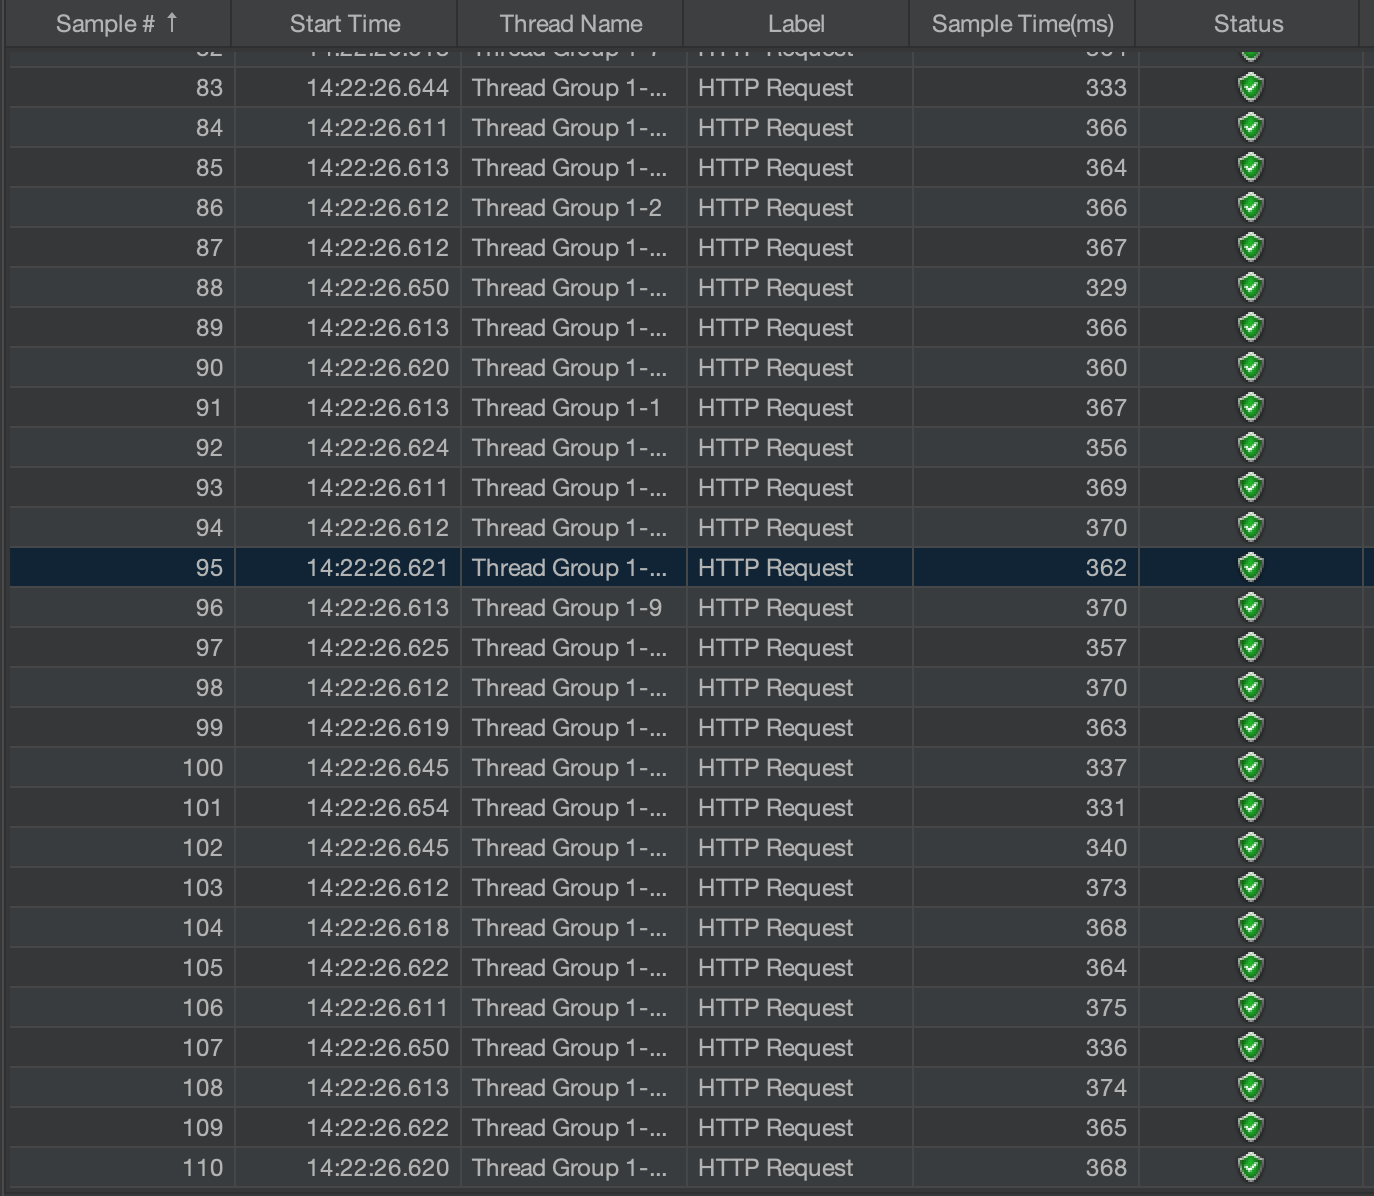 Sample # ↑ Start Time Thread Name Label Sample Time(ms) Status
83 14:22:26.644 Thread Group 1-... HTTP Request 333
84 14:22:26.611 Thread Group 1-... HTTP Request 366
85 14:22:26.613 Thread Group 1-... HTTP Request 364
86 14:22:26.612 Thread Group 1-2 HTTP Request 366
87 14:22:26.612 Thread Group 1-... HTTP Request 367
88 14:22:26.650 Thread Group 1-... HTTP Request 329
89 14:22:26.613 Thread Group 1-... HTTP Request 366
90 14:22:26.620 Thread Group 1-... HTTP Request 360
91 14:22:26.613 Thread Group 1-1 HTTP Request 367
92 14:22:26.624 Thread Group 1-... HTTP Request 356
93 14:22:26.611 Thread Group 1-... HTTP Request 369
94 14:22:26.612 Thread Group 1-... HTTP Request 370
95 14:22:26.621 Thread Group 1-... HTTP Request 362
96 14:22:26.613 Thread Group 1-9 HTTP Request 370
97 14:22:26.625 Thread Group 1-... HTTP Request 357
98 14:22:26.612 Thread Group 1-... HTTP Request 370
99 14:22:26.619 Thread Group 1-... HTTP Request 363
100 14:22:26.645 Thread Group 1-... HTTP Request 337
101 14:22:26.654 Thread Group 1-... HTTP Request 331
102 14:22:26.645 Thread Group 1-... HTTP Request 340
103 14:22:26.612 Thread Group 1-... HTTP Request 373
104 14:22:26.618 Thread Group 1-... HTTP Request 368
105 14:22:26.622 Thread Group 1-... HTTP Request 364
106 14:22:26.611 Thread Group 1-... HTTP Request 375
107 14:22:26.650 Thread Group 1-... HTTP Request 336
108 14:22:26.613 Thread Group 1-... HTTP Request 374
109 14:22:26.622 Thread Group 1-... HTTP Request 365
110 14:22:26.620 Thread Group 1-... HTTP Request 368